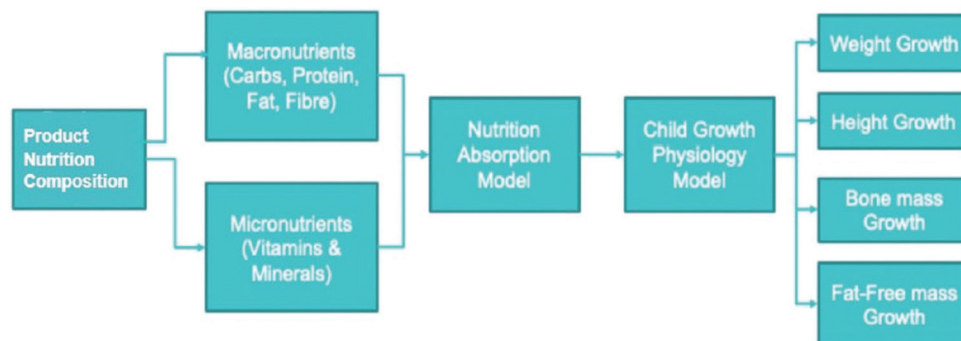 Product
Nutrition
Composition
Macronutrients
(Carbs, Protein,
Fat, Fibre)
Micronutrients
(Vitamins &
Minerals)
Nutrition
Absorption
Model
Child Growth
Physiology
Model
Weight Growth
Height Growth
Bone mass
Growth
Fat-Free mass
Growth